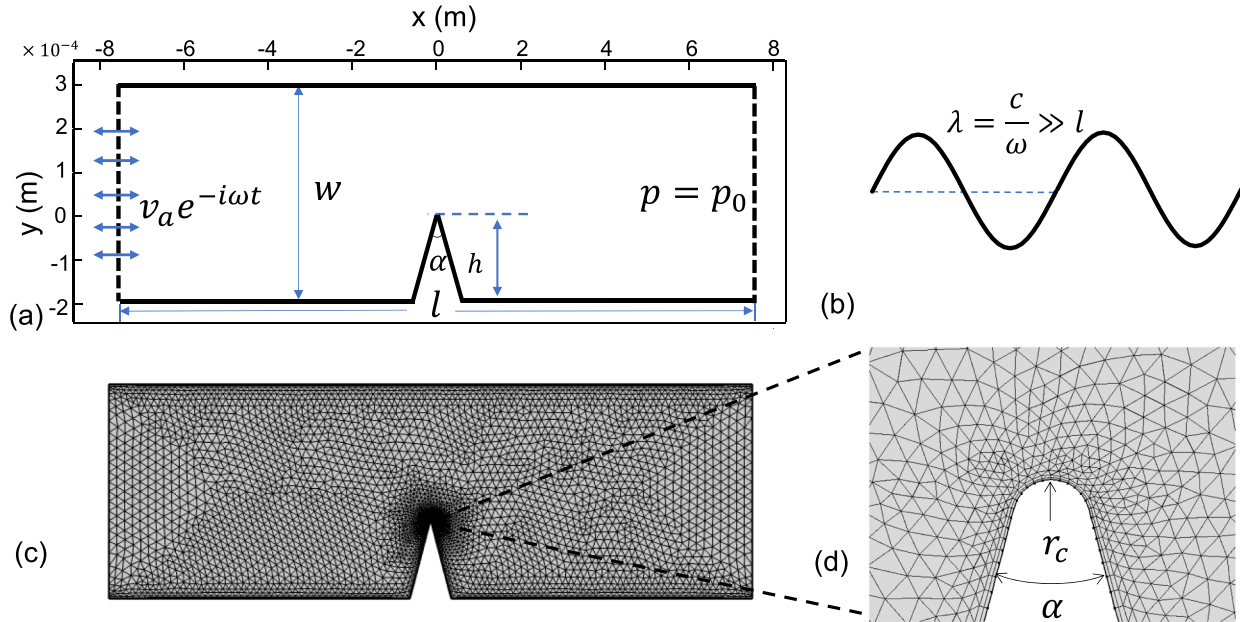 x (m)
× 10⁻⁴ -8 -6 -4 -2 0 2 4 6 8
3
2
1
0
-1
-2
y (m)
vₐe^{-iωt}
w
p = p₀
α
h
l
(a)
λ = c/ω ≫ l
(b)
(c)
r_c
α
(d)